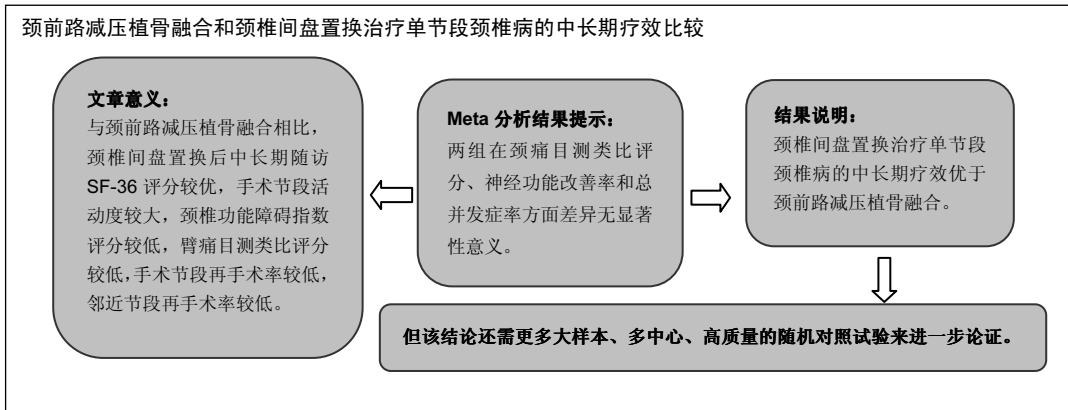 颈前路减压植骨融合和颈椎间盘置换治疗单节段颈椎病的中长期疗效比较
文章意义：
与颈前路减压植骨融合相比，
颈椎间盘置换后中长期随访
SF-36 评分较优，手术节段活
动度较大，颈椎功能障碍指数
评分较低，臂痛目测类比评分
较低，手术节段再手术率较低，
邻近节段再手术率较低。
Meta 分析结果提示：
两组在颈痛目测类比评
分、神经功能改善率和总
并发症率方面差异无显著
性意义。
结果说明：
颈椎间盘置换治疗单节段
颈椎病的中长期疗效优于
颈前路减压植骨融合。
但该结论还需更多大样本、多中心、高质量的随机对照试验来进一步论证。